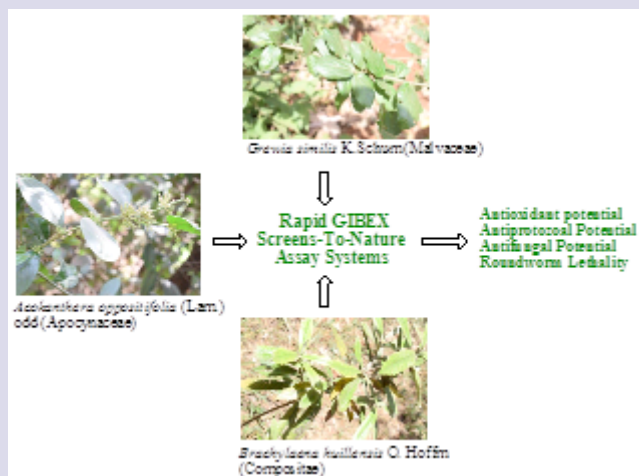 Grewia similis K.Schum(Malvaceae)
Rapid GIBEX
Screens-To-Nature
Assay Systems
Antioxidant potential
Antiprotozoal Potential
Antifungal Potential
Roundworm Lethality
Acokanthera oppositifolia (Lam.)
odd(Apocynaceae)
Brachylaena huillensis O. Hoffm
(Compositae)